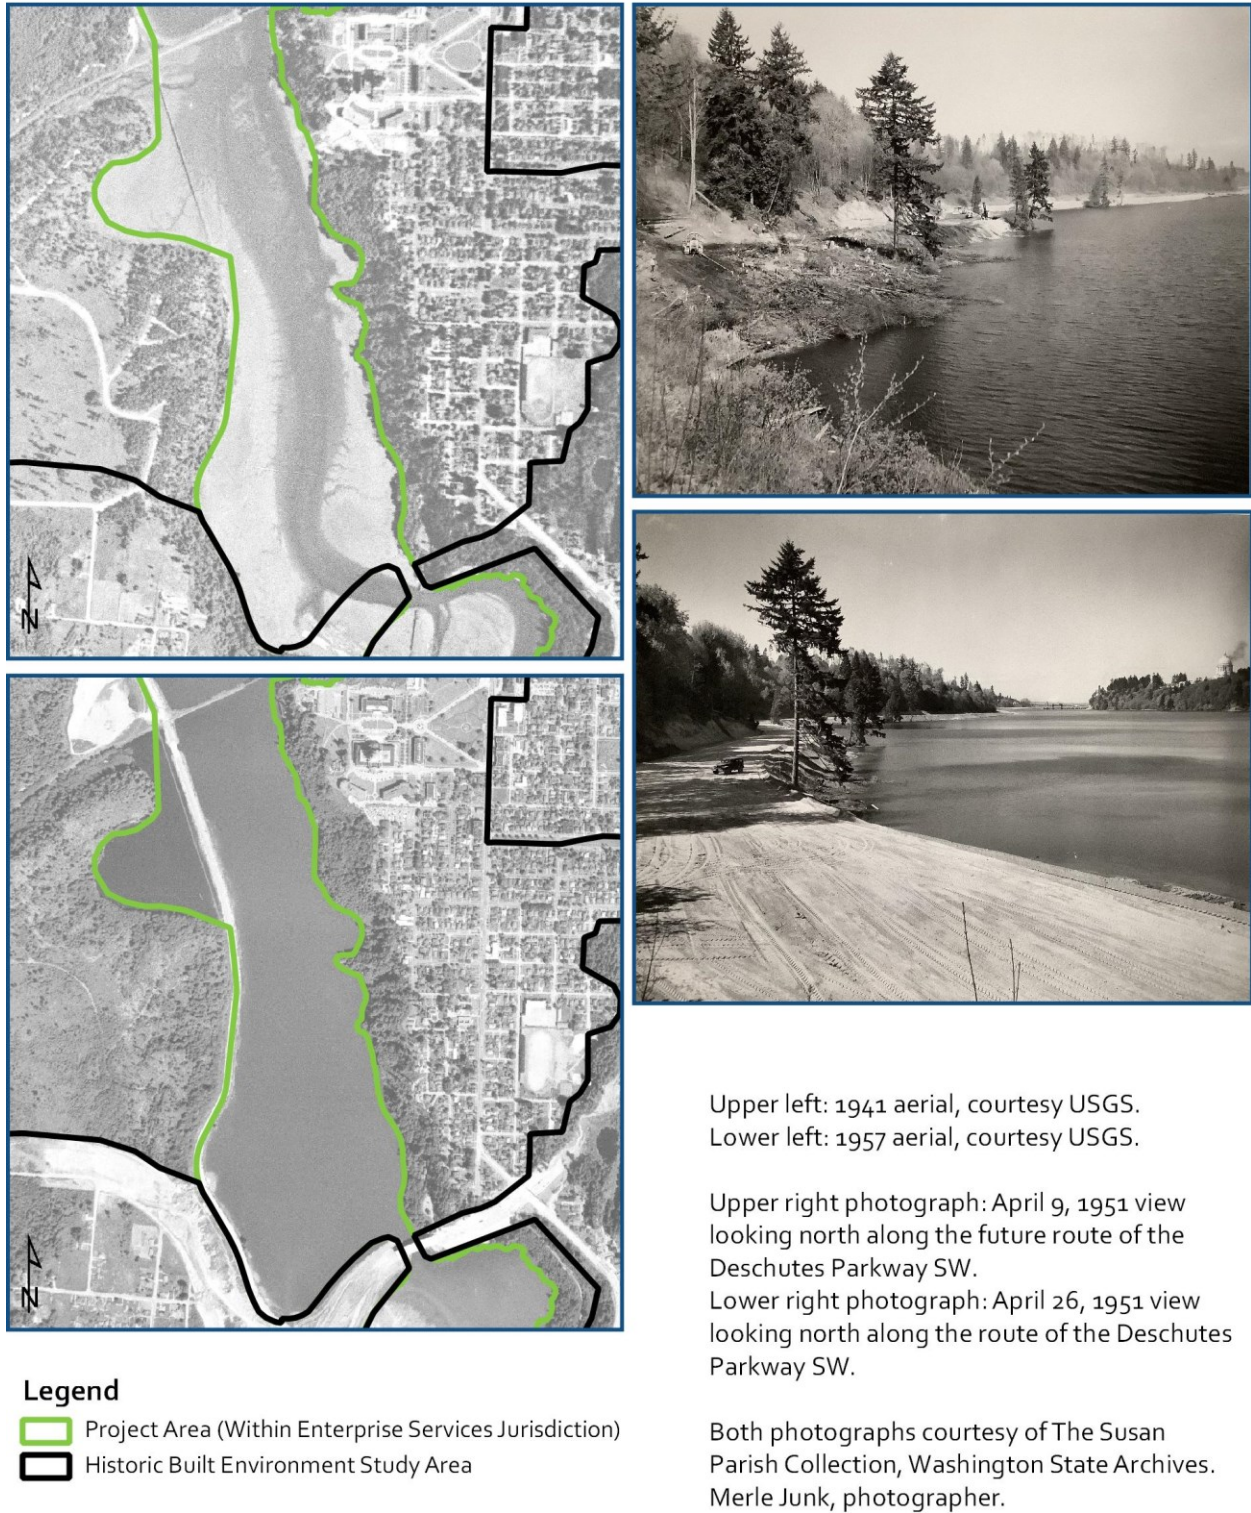 N
N
Upper left: 1941 aerial, courtesy USGS.
Lower left: 1957 aerial, courtesy USGS.
Upper right photograph: April 9, 1951 view
looking north along the future route of the
Deschutes Parkway SW.
Lower right photograph: April 26, 1951 view
looking north along the route of the Deschutes
Parkway SW.
Both photographs courtesy of The Susan
Parish Collection, Washington State Archives.
Merle Junk, photographer.
Legend
Project Area (Within Enterprise Services Jurisdiction)
Historic Built Environment Study Area